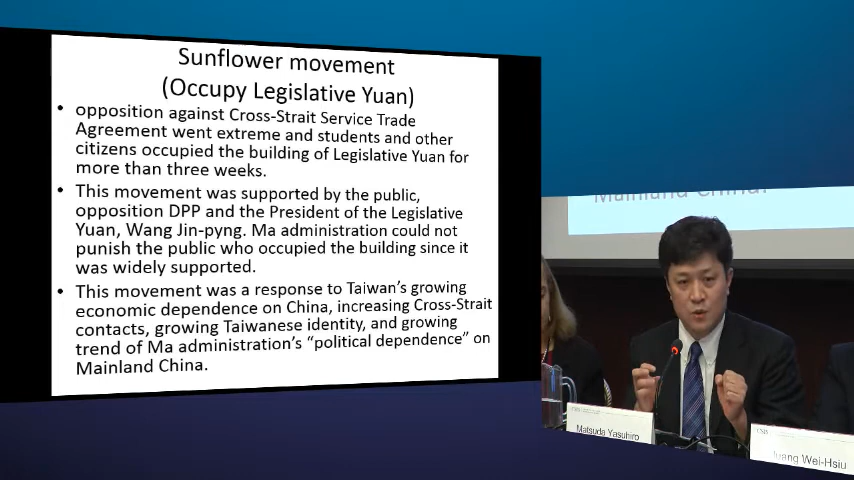 Sunflower movement
(Occupy Legislative Yuan)
• opposition against Cross-Strait Service Trade
Agreement went extreme and students and other
citizens occupied the building of Legislative Yuan for
more than three weeks.
• This movement was supported by the public,
opposition DPP and the President of the Legislative
Yuan, Wang Jin-pyng. Ma administration could not
punish the public who occupied the building since it
was widely supported.
• This movement was a response to Taiwan's growing
economic dependence on China, increasing Cross-Strait
contacts, growing Taiwanese identity, and growing
trend of Ma administration's "political dependence" on
Mainland China.
Mainland China.
Matsuda Yasuhiro
Wei-Hsiu